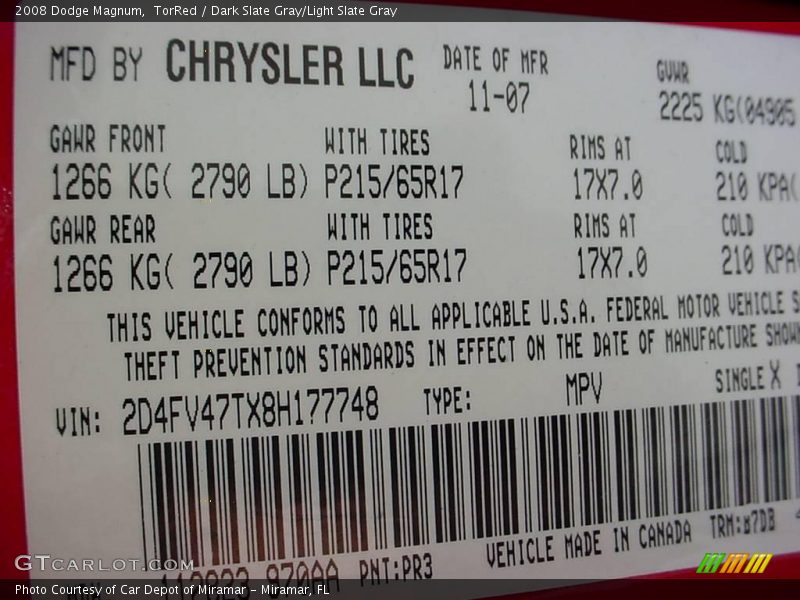 2008 Dodge Magnum, TorRed / Dark Slate Gray/Light Slate Gray
MFD BY CHRYSLER LLC DATE OF MFR GVWR
11-07 2225 KG(04905
GAWR FRONT WITH TIRES RIMS AT COLD
1266 KG( 2790 LB) P215/65R17 17X7.0 210 KPA(
GAWR REAR WITH TIRES RIMS AT COLD
1266 KG( 2790 LB) P215/65R17 17X7.0 210 KPA(
THIS VEHICLE CONFORMS TO ALL APPLICABLE U.S.A. FEDERAL MOTOR VEHICLE S
THEFT PREVENTION STANDARDS IN EFFECT ON THE DATE OF MANUFACTURE SHOWN
VIN: 2D4FV47TX8H177748 TYPE: MPV SINGLE X
VEHICLE MADE IN CANADA TRM:
PNT:PR3
GTCARLOT.COM
Photo Courtesy of Car Depot of Miramar – Miramar, FL